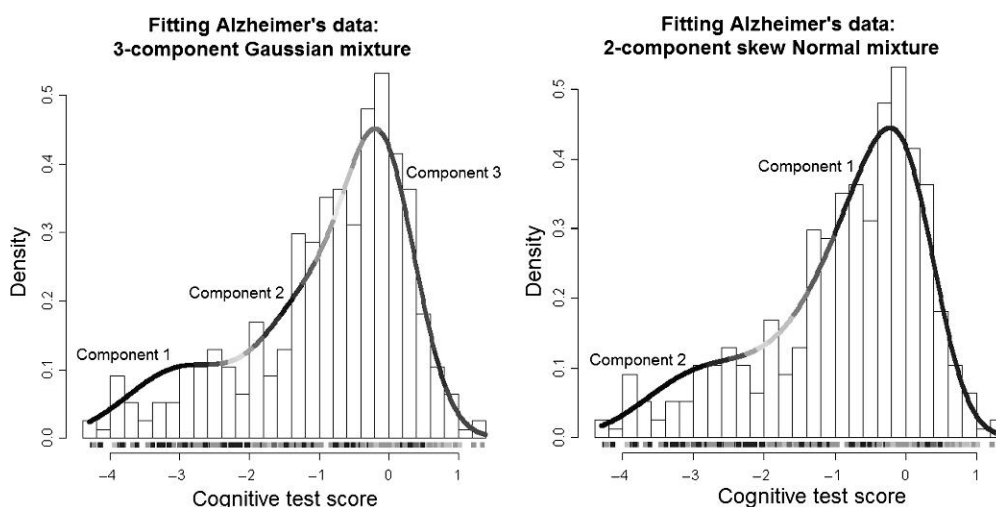 Fitting Alzheimer's data:
3-component Gaussian mixture
Density
0.0
0.1
0.2
0.3
0.4
0.5
Component 1
Component 2
Component 3
−4
−3
−2
−1
0
1
Cognitive test score
Fitting Alzheimer's data:
2-component skew Normal mixture
Density
0.0
0.1
0.2
0.3
0.4
0.5
Component 1
Component 2
−4
−3
−2
−1
0
1
Cognitive test score